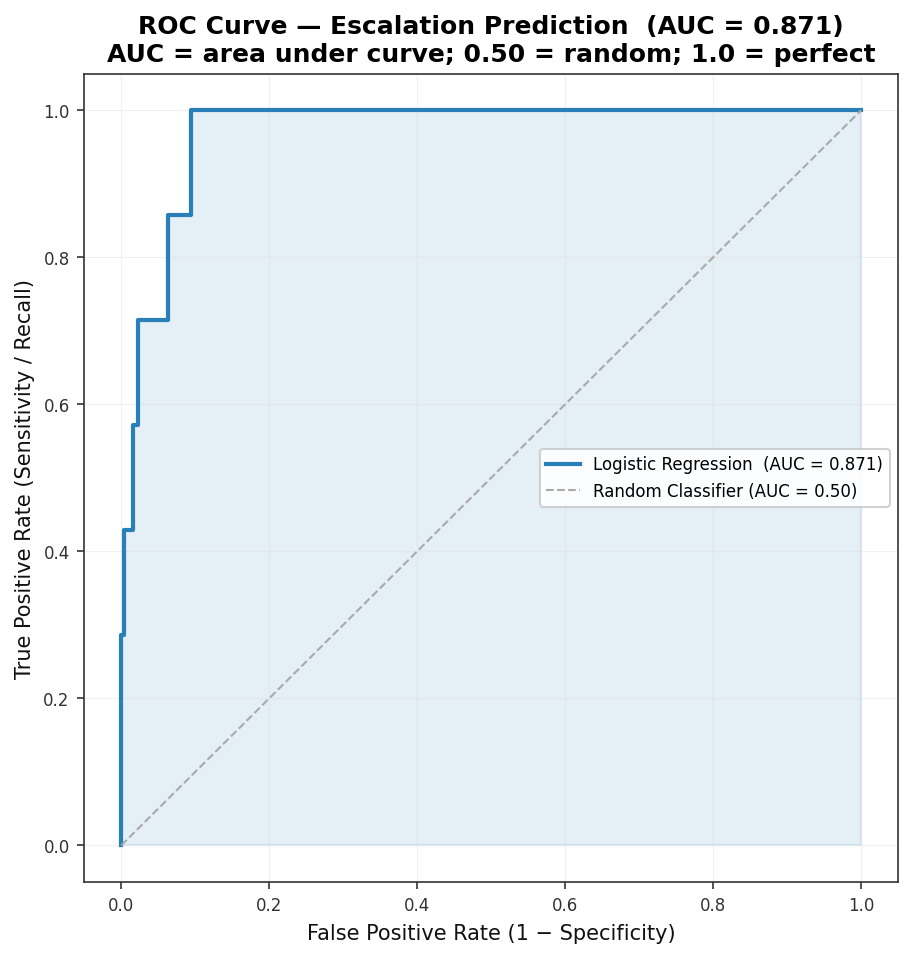 ROC Curve — Escalation Prediction  (AUC = 0.871)
AUC = area under curve; 0.50 = random; 1.0 = perfect
True Positive Rate (Sensitivity / Recall)
1.0
0.8
0.6
0.4
0.2
0.0
Logistic Regression  (AUC = 0.871)
Random Classifier (AUC = 0.50)
0.0 0.2 0.4 0.6 0.8 1.0
False Positive Rate (1 − Specificity)